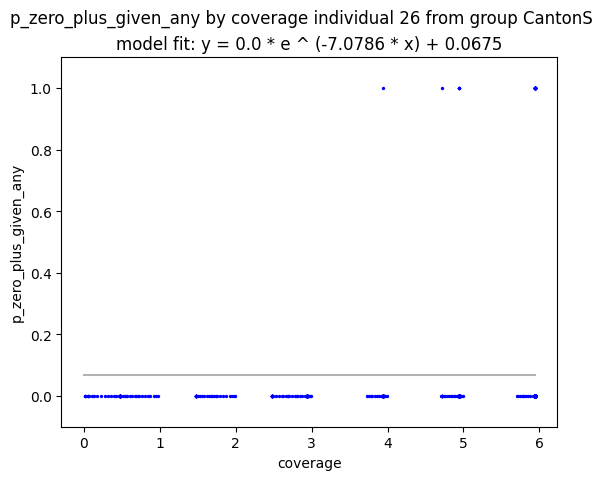 p_zero_plus_given_any by coverage individual 26 from group CantonS
model fit: y = 0.0 * e ^ (-7.0786 * x) + 0.0675
1.0
0.8
0.6
0.4
0.2
0.0
p_zero_plus_given_any
0 1 2 3 4 5 6
coverage